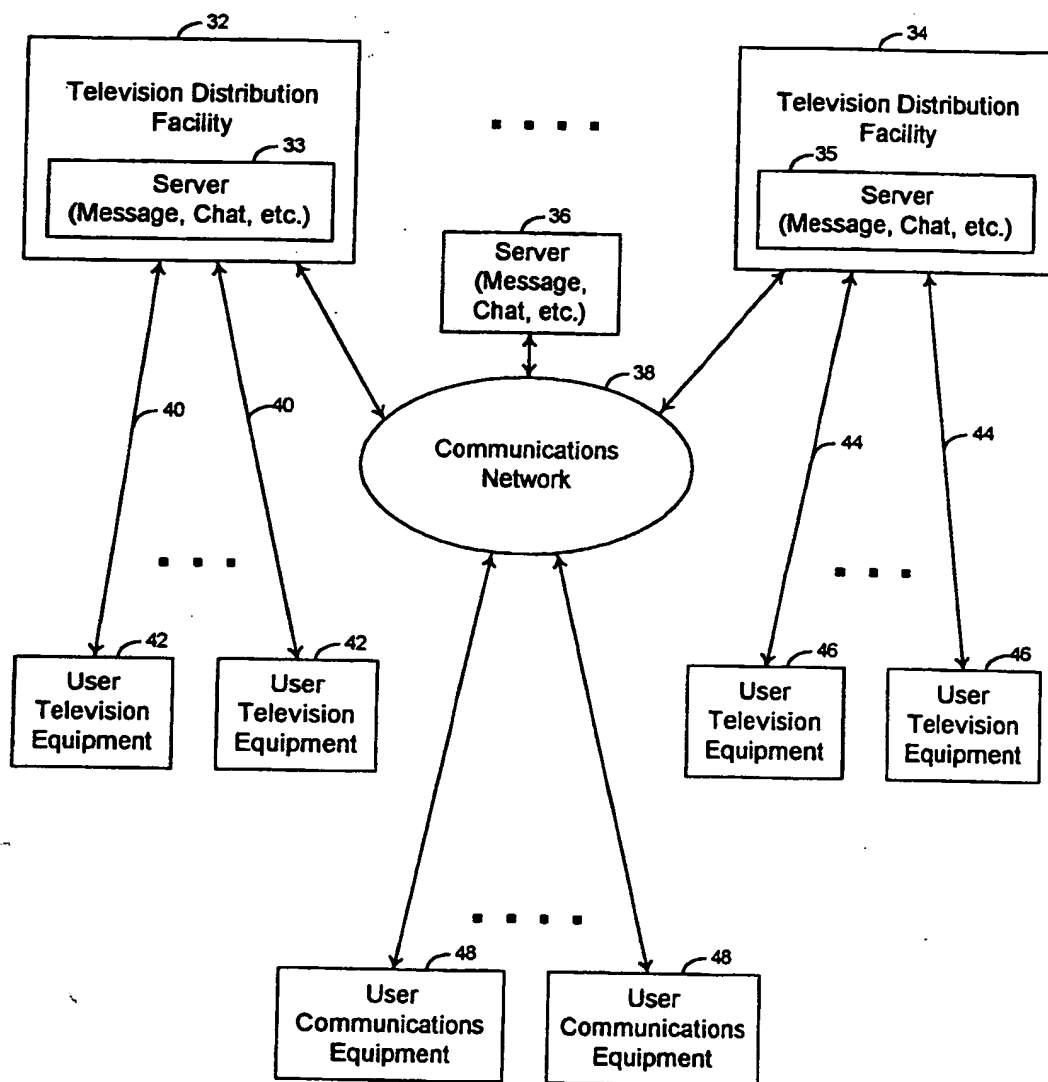 32
Television Distribution
Facility
33
Server
(Message, Chat, etc.)
34
Television Distribution
Facility
35
Server
(Message, Chat, etc.)
36
Server
(Message,
Chat, etc.)
38
Communications
Network
40
40
44
44
42
User
Television
Equipment
42
User
Television
Equipment
46
User
Television
Equipment
46
User
Television
Equipment
48
User
Communications
Equipment
48
User
Communications
Equipment